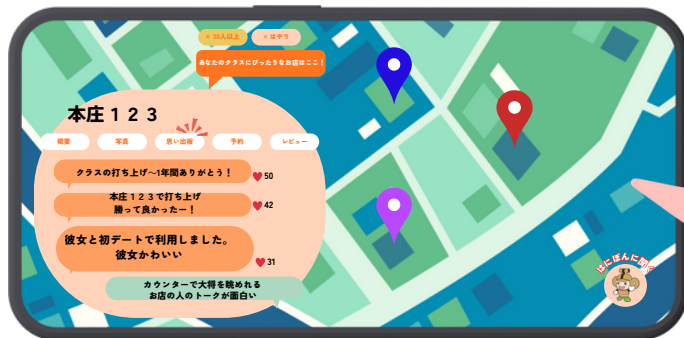 × 30人以上
× はやう
あなたのクラスにぴったりなお店はここ！
本庄１２３
概要
写真
思い出板
予約
レビュー
クラスの打ち上げ〜1年間ありがとう！
50
本庄１２３で打ち上げ
勝って良かったー！
42
彼女と初デートで利用しました。
彼女かわいい
31
カウンターで大将を眺めれる
お店の人のトークが面白い
はにぽんに聞く